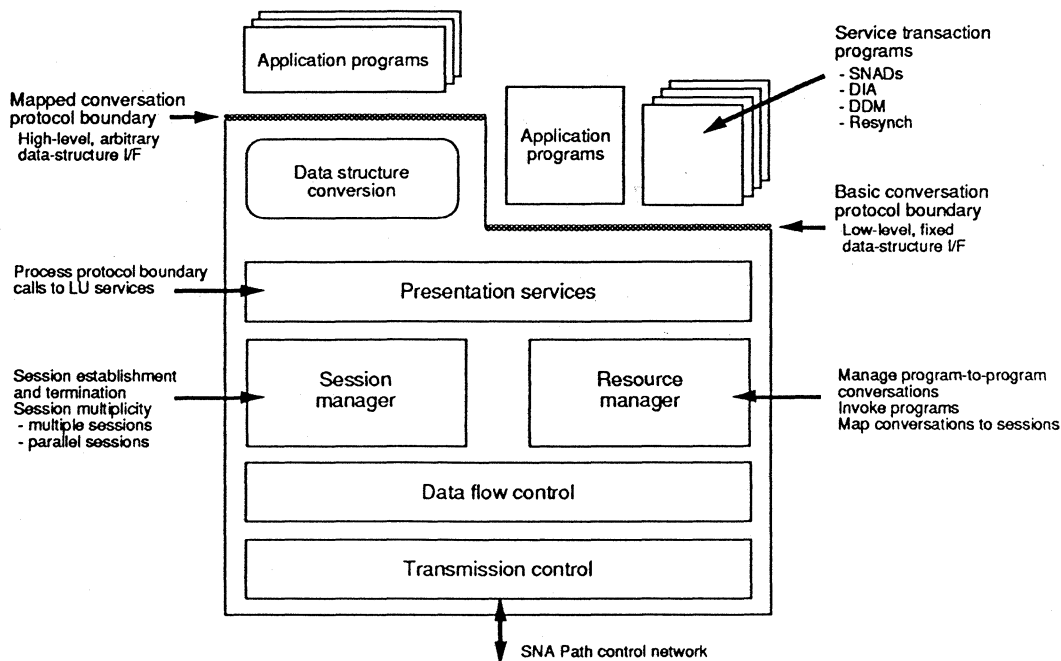 Application programs
Service transaction
programs
- SNADs
- DIA
- DDM
- Resynch
Mapped conversation
protocol boundary
High-level, arbitrary
data-structure I/F
Application
programs
Data structure
conversion
Basic conversation
protocol boundary
Low-level, fixed
data-structure I/F
Process protocol boundary
calls to LU services
Presentation services
Session establishment
and termination
Session multiplicity
- multiple sessions
- parallel sessions
Session
manager
Resource
manager
Manage program-to-program
conversations
Invoke programs
Map conversations to sessions
Data flow control
Transmission control
SNA Path control network